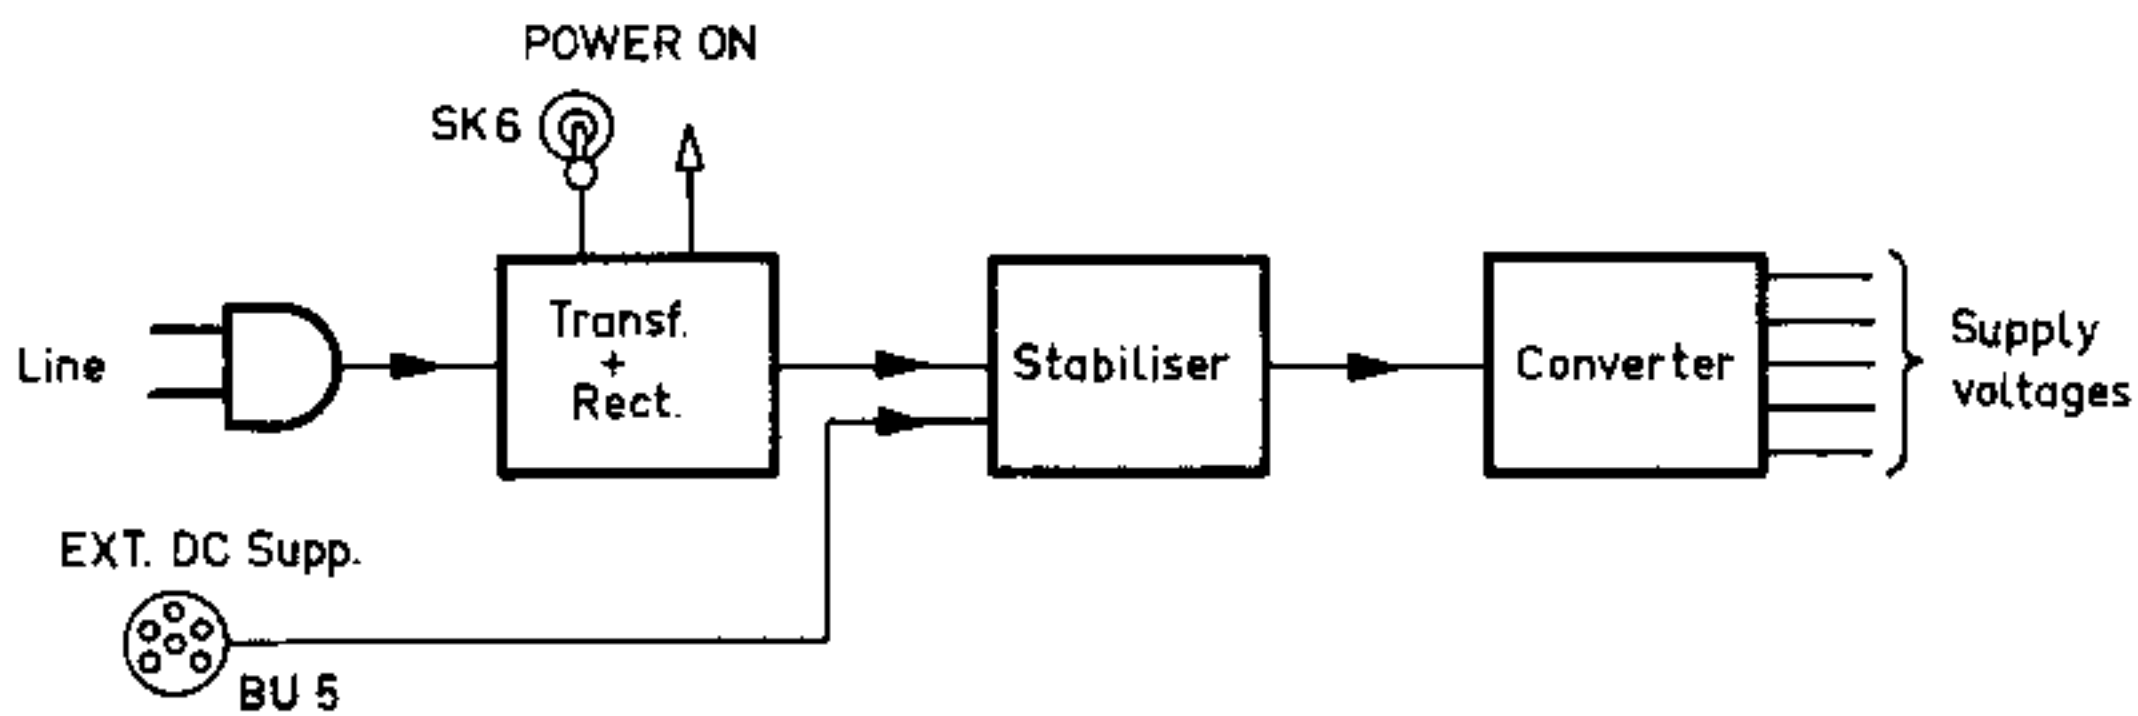 POWER ON
SK6
Line
Transf.
+
Rect.
Stabiliser
Converter
Supply
voltages
EXT. DC Supp.
BU 5